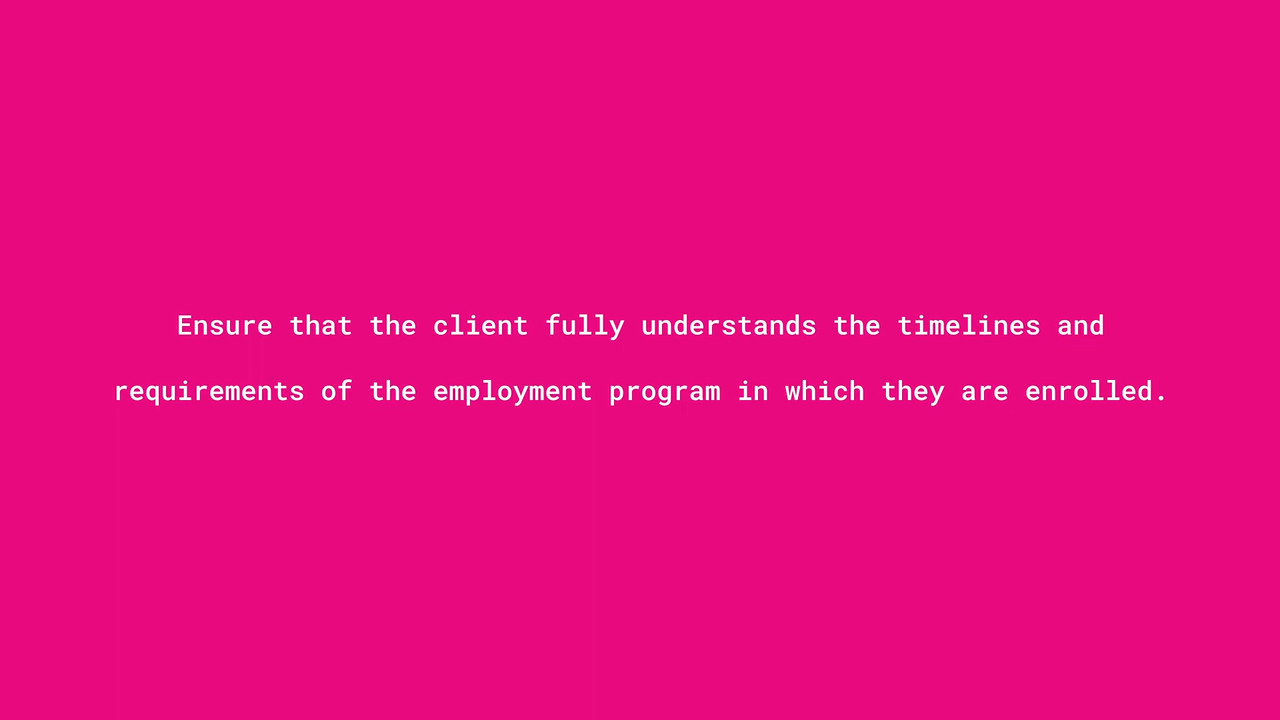 Ensure that the client fully understands the timelines and
requirements of the employment program in which they are enrolled.